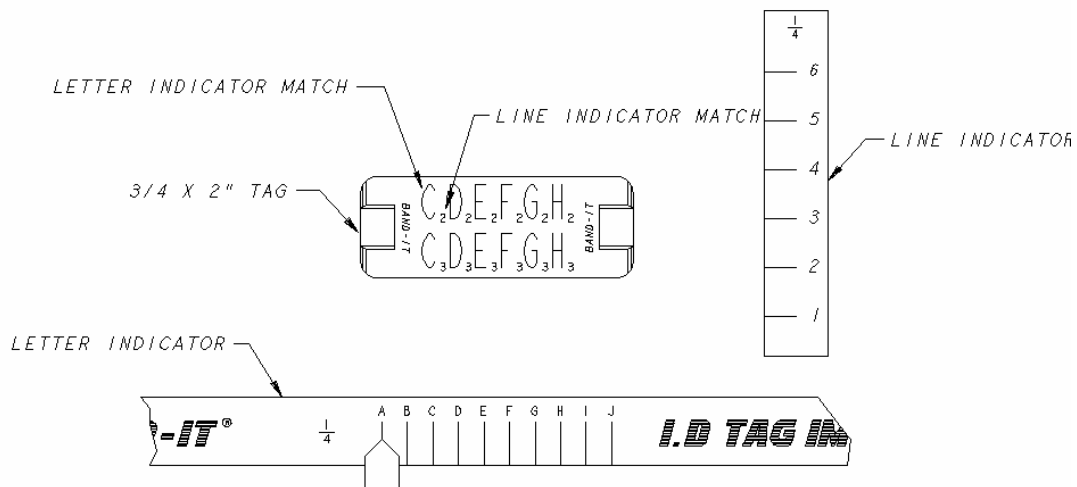 1/4
6
LETTER INDICATOR MATCH
LINE INDICATOR MATCH
5
LINE INDICATOR
4
3/4 X 2" TAG
BAND-IT
C₂D₂E₂F₂G₂H₂
BAND-IT
3
C₃D₃E₃F₃G₃H₃
2
1
LETTER INDICATOR
A B C D E F G H I J
-IT® 1/4 I.D TAG IM